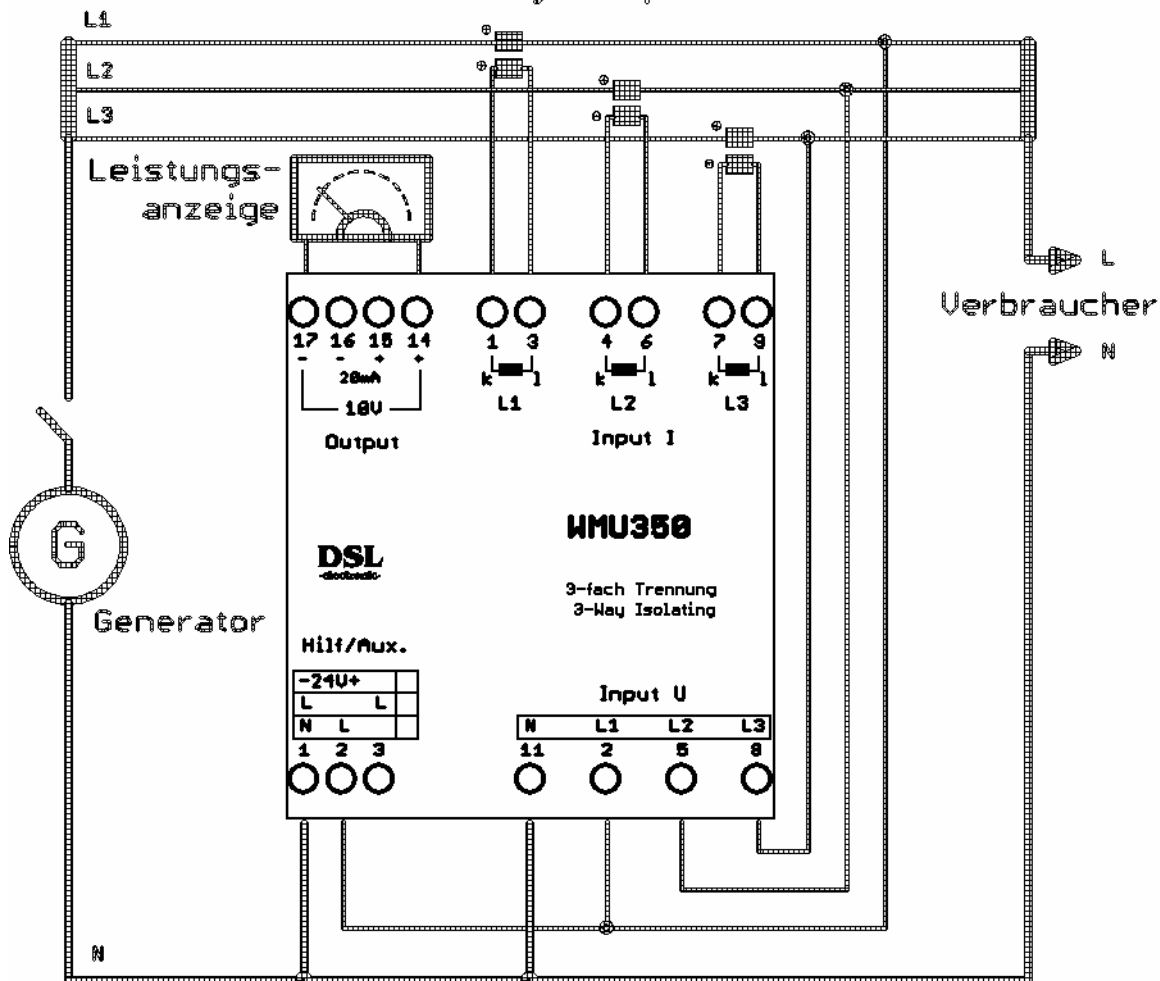 L1
L2
L3
Leistungs-
anzeige
17 16 15 14
- - + +
20mA
10V
Output
1 3
k l
L1
4 6
k l
L2
7 9
k l
L3
Input I
L
Verbraucher
N
WMU350
DSL
-electronic-
3-fach Trennung
3-Way Isolating
G
Generator
Hilf/Aux.
-24V+
L L
N L
1 2 3
Input U
N L1 L2 L3
11 2 5 8
N